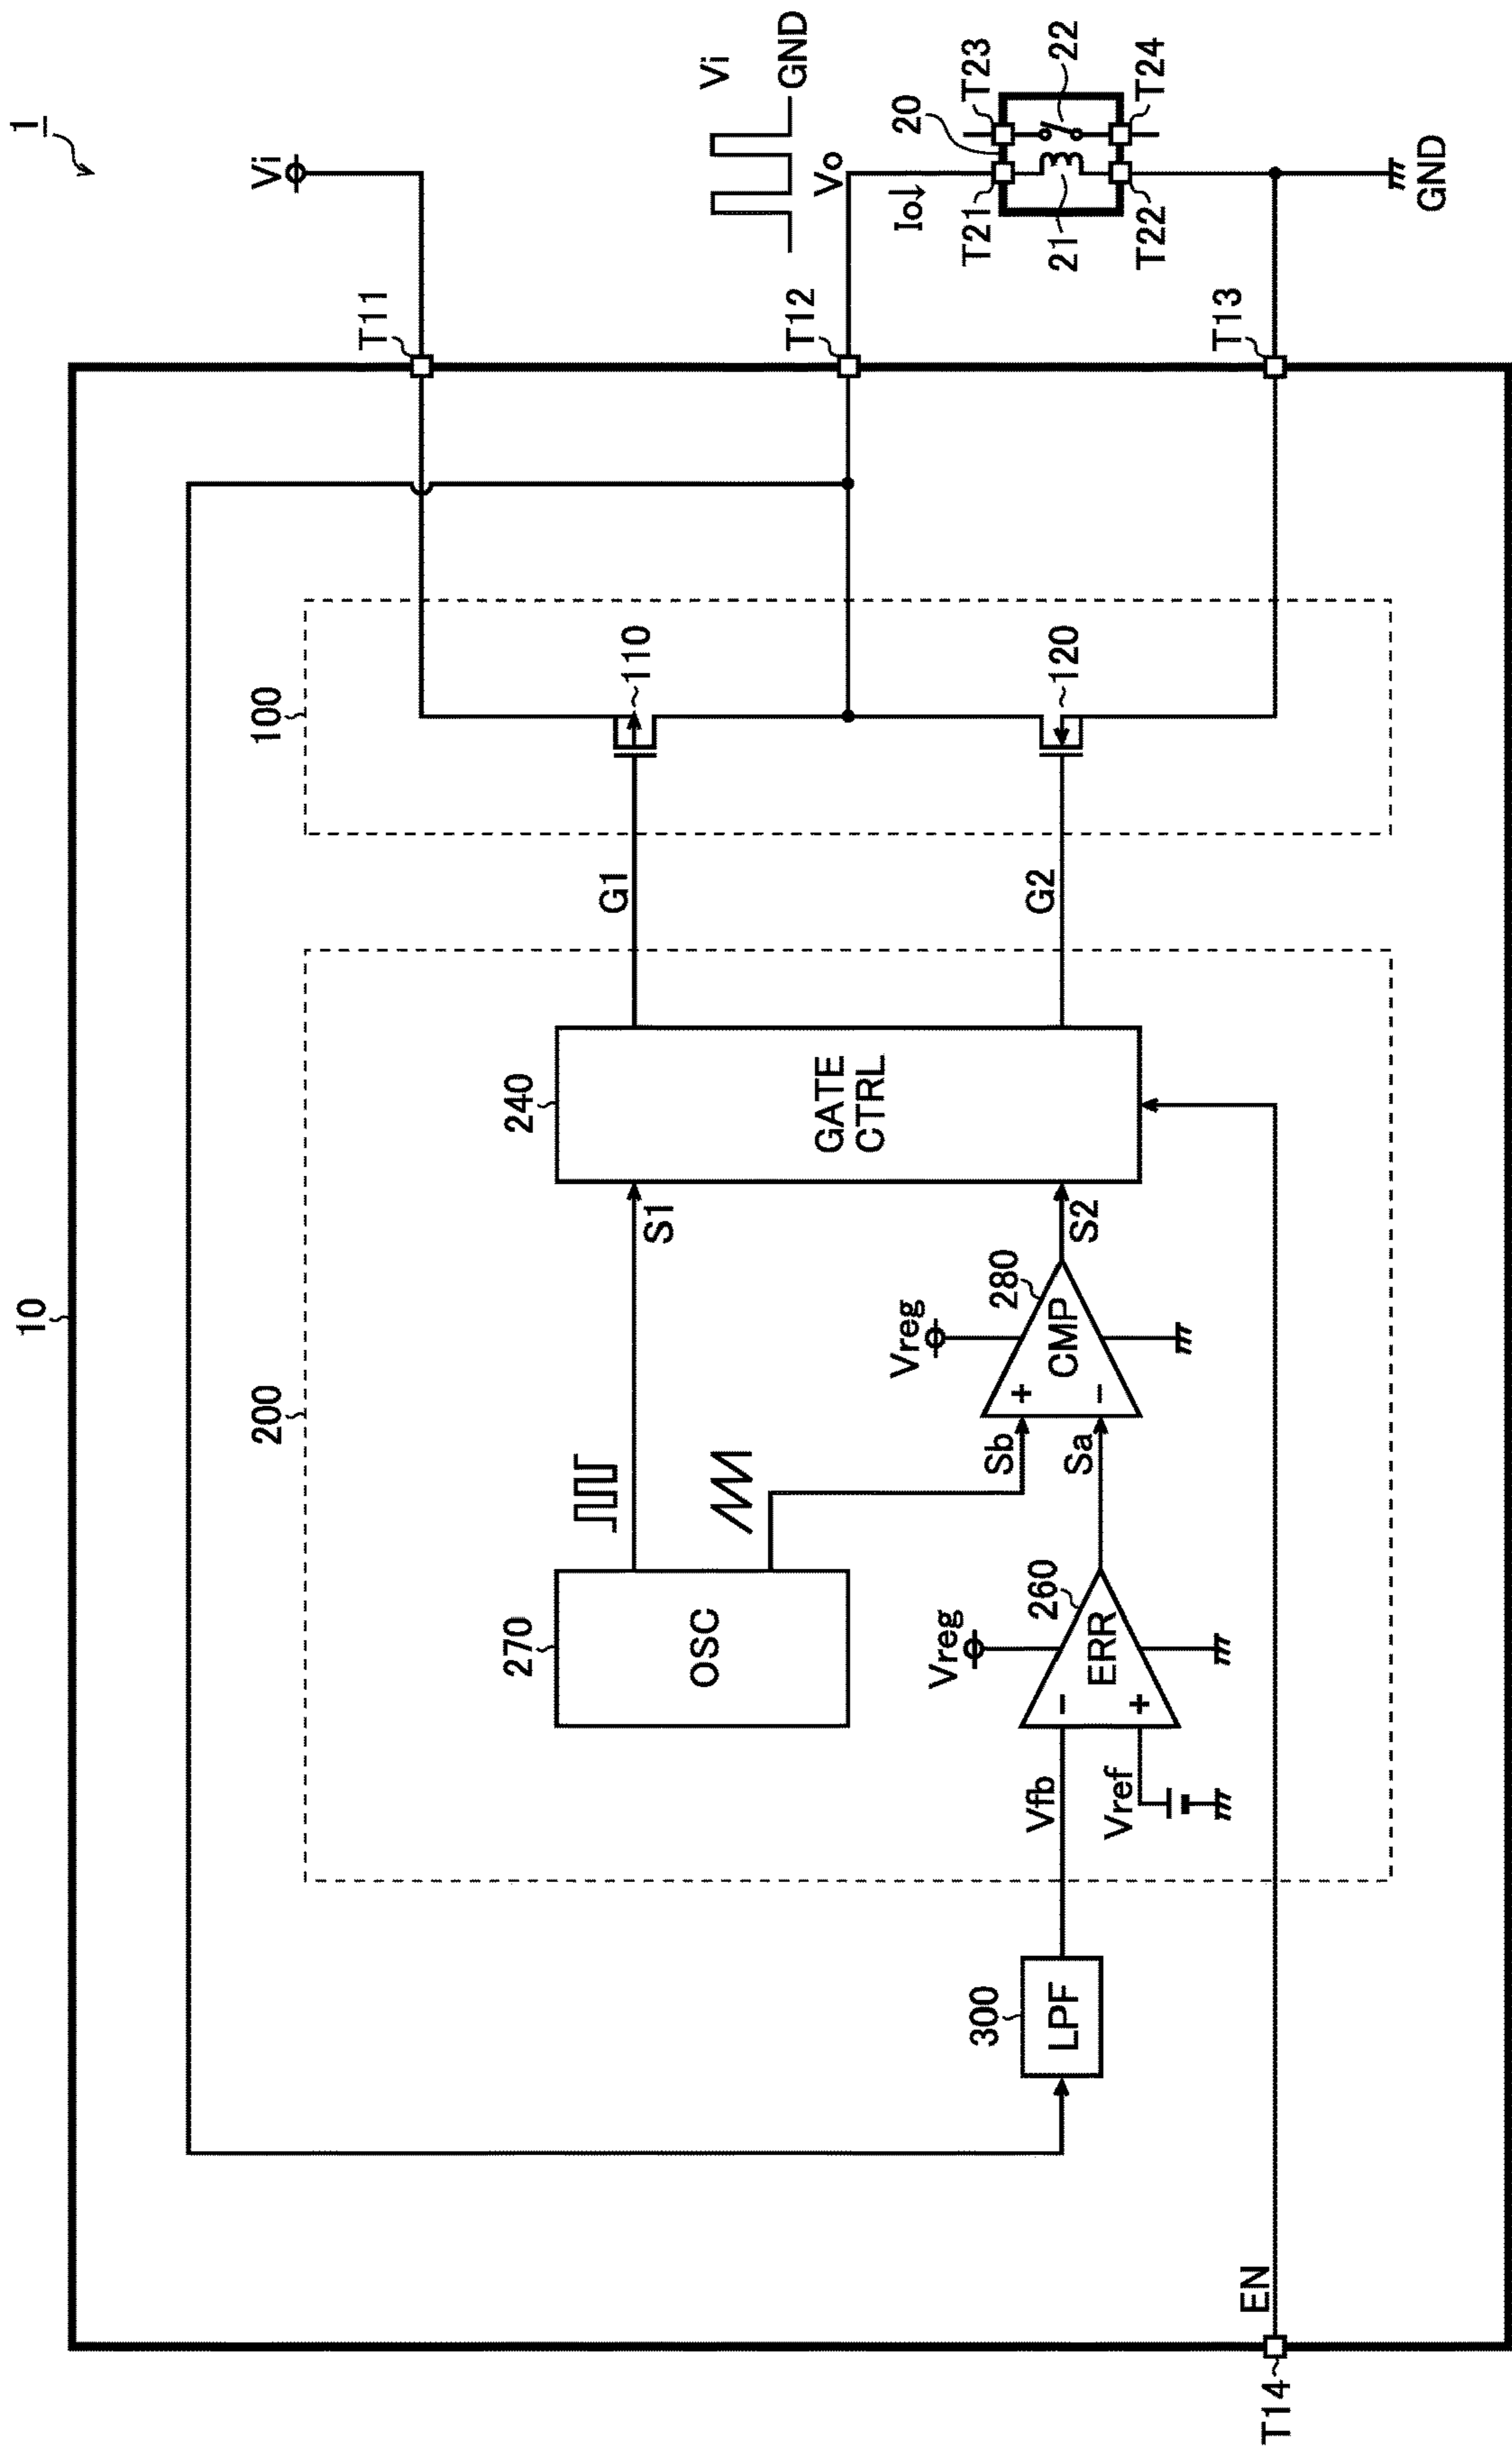 1
10
Vi
T11
100
200
110
G1
240
GATE
CTRL
S1
270
OSC
Vi
GND
Vo
T12
Io
20
T21
T23
21
22
T22
T24
T13
GND
120
G2
S2
280
CMP
+
−
Vreg
Sb
Sa
260
ERR
−
+
Vreg
Vfb
Vref
300
LPF
EN
T14